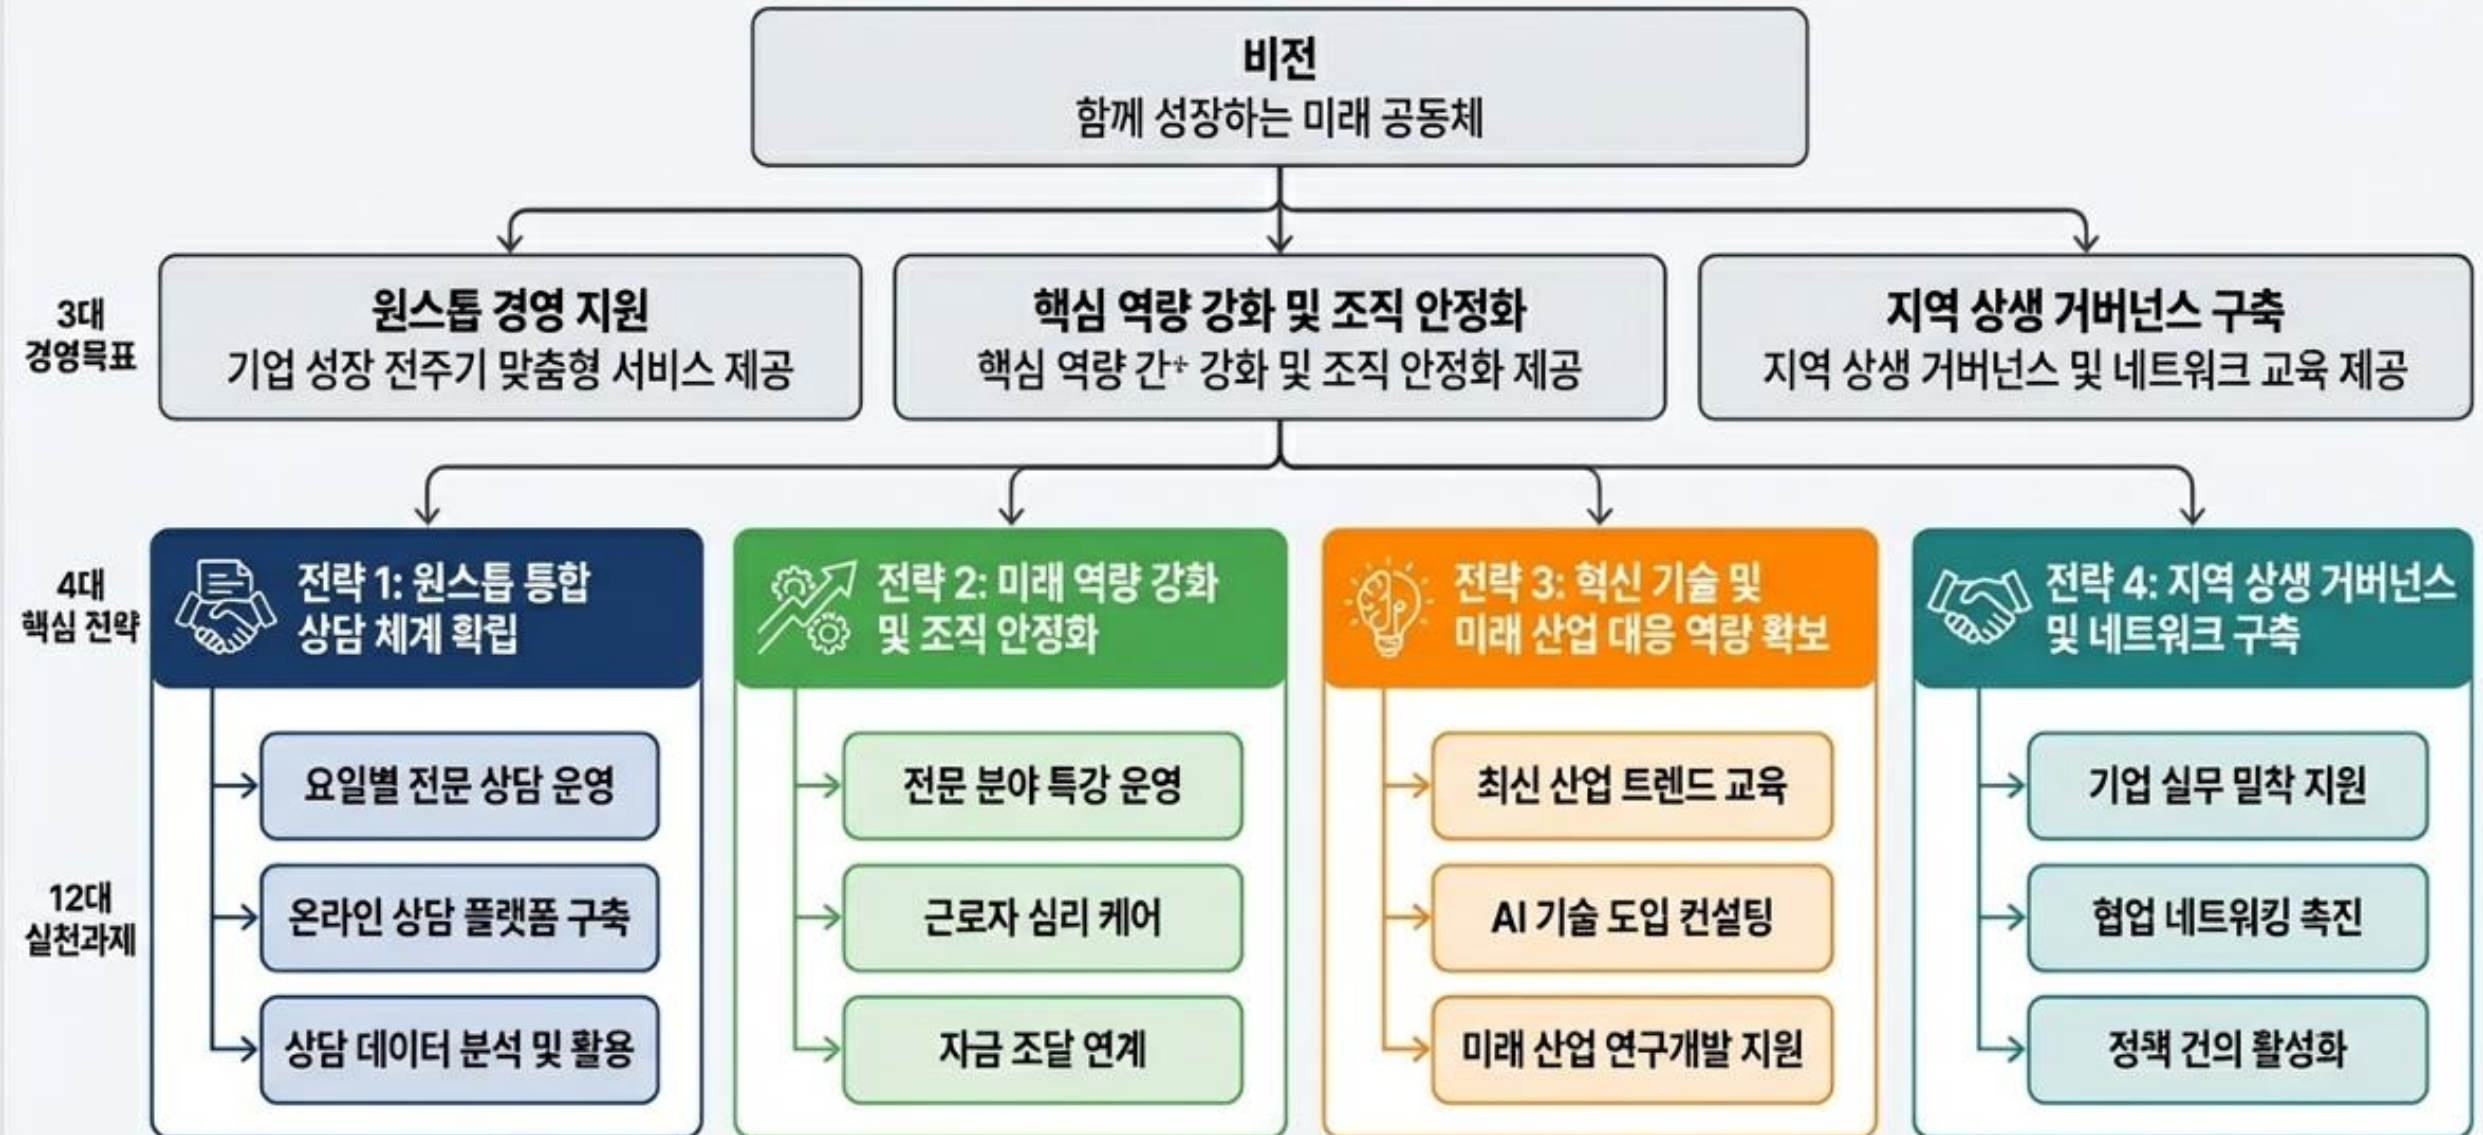 비전
함께 성장하는 미래 공동체
3대
경영목표
원스톱 경영 지원
기업 성장 전주기 맞춤형 서비스 제공
핵심 역량 강화 및 조직 안정화
핵심 역량 강화 및 조직 안정화 제공
지역 상생 거버넌스 구축
지역 상생 거버넌스 및 네트워크 교육 제공
4대
핵심 전략
전략 1: 원스톱 통합
상담 체계 확립
전략 2: 미래 역량 강화
및 조직 안정화
전략 3: 혁신 기술 및
미래 산업 대응 역량 확보
전략 4: 지역 상생 거버넌스
및 네트워크 구축
12대
실천과제
요일별 전문 상담 운영
전문 분야 특강 운영
최신 산업 트렌드 교육
기업 실무 밀착 지원
온라인 상담 플랫폼 구축
근로자 심리 케어
AI 기술 도입 컨설팅
협업 네트워킹 촉진
상담 데이터 분석 및 활용
자금 조달 연계
미래 산업 연구개발 지원
정책 건의 활성화